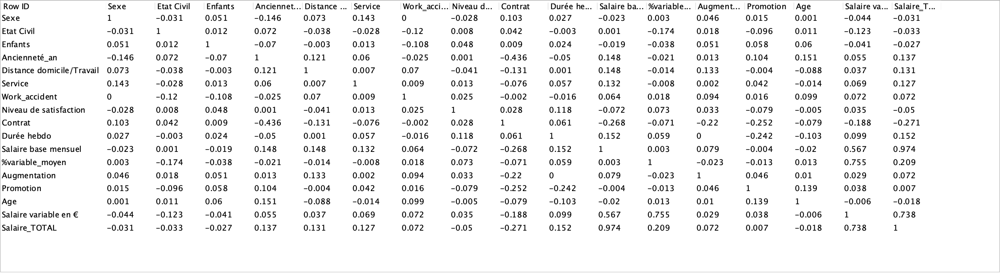 Row ID Sexe Etat Civil Enfants Anciennet... Distance ... Service Work_acci... Niveau d... Contrat Durée he... Salaire ba... %variable... Augment... Promotion Age Salaire va... Salaire_T...
Sexe 1 −0.031 0.051 −0.146 0.073 0.143 0 −0.028 0.103 0.027 −0.023 0.003 0.046 0.015 0.001 −0.044 −0.031
Etat Civil −0.031 1 0.012 0.072 −0.038 −0.028 −0.12 0.008 0.042 −0.003 0.001 −0.174 0.018 −0.096 0.011 −0.123 −0.033
Enfants 0.051 0.012 1 −0.07 −0.003 0.013 −0.108 0.048 0.009 0.024 −0.019 −0.038 0.051 0.058 0.06 −0.041 −0.027
Ancienneté_an −0.146 0.072 −0.07 1 0.121 0.06 −0.025 0.001 −0.436 −0.05 0.148 −0.021 0.013 0.104 0.151 0.055 0.137
Distance domicile/Travail 0.073 −0.038 −0.003 0.121 1 0.007 0.07 −0.041 −0.131 0.001 0.148 −0.014 0.133 −0.004 −0.088 0.037 0.131
Service 0.143 −0.028 0.013 0.06 0.007 1 0.009 0.013 −0.076 0.057 0.132 −0.008 0.002 0.042 −0.014 0.069 0.127
Work_accident 0 −0.12 −0.108 −0.025 0.07 0.009 1 0.025 −0.002 −0.016 0.064 0.018 0.094 0.016 0.099 0.072 0.072
Niveau de satisfaction −0.028 0.008 0.048 0.001 −0.041 0.013 0.025 1 0.028 0.118 −0.072 0.073 0.033 −0.079 −0.005 0.035 −0.05
Contrat 0.103 0.042 0.009 −0.436 −0.131 −0.076 −0.002 0.028 1 0.061 −0.268 −0.071 −0.22 −0.252 −0.079 −0.188 −0.271
Durée hebdo 0.027 −0.003 0.024 −0.05 0.001 0.057 −0.016 0.118 0.061 1 0.152 0.059 0 −0.242 −0.103 0.099 0.152
Salaire base mensuel −0.023 0.001 −0.019 0.148 0.148 0.132 0.064 −0.072 −0.268 0.152 1 0.003 0.079 −0.004 −0.02 0.567 0.974
%variable_moyen 0.003 −0.174 −0.038 −0.021 −0.014 −0.008 0.018 0.073 −0.071 0.059 0.003 1 −0.023 −0.013 0.013 0.755 0.209
Augmentation 0.046 0.018 0.051 0.013 0.133 0.002 0.094 0.033 −0.22 0 0.079 −0.023 1 0.046 0.01 0.029 0.072
Promotion 0.015 −0.096 0.058 0.104 −0.004 0.042 0.016 −0.079 −0.252 −0.242 −0.004 −0.013 0.046 1 0.139 0.038 0.007
Age 0.001 0.011 0.06 0.151 −0.088 −0.014 0.099 −0.005 −0.079 −0.103 −0.02 0.013 0.01 0.139 1 −0.006 −0.018
Salaire variable en € −0.044 −0.123 −0.041 0.055 0.037 0.069 0.072 0.035 −0.188 0.099 0.567 0.755 0.029 0.038 −0.006 1 0.738
Salaire_TOTAL −0.031 −0.033 −0.027 0.137 0.131 0.127 0.072 −0.05 −0.271 0.152 0.974 0.209 0.072 0.007 −0.018 0.738 1